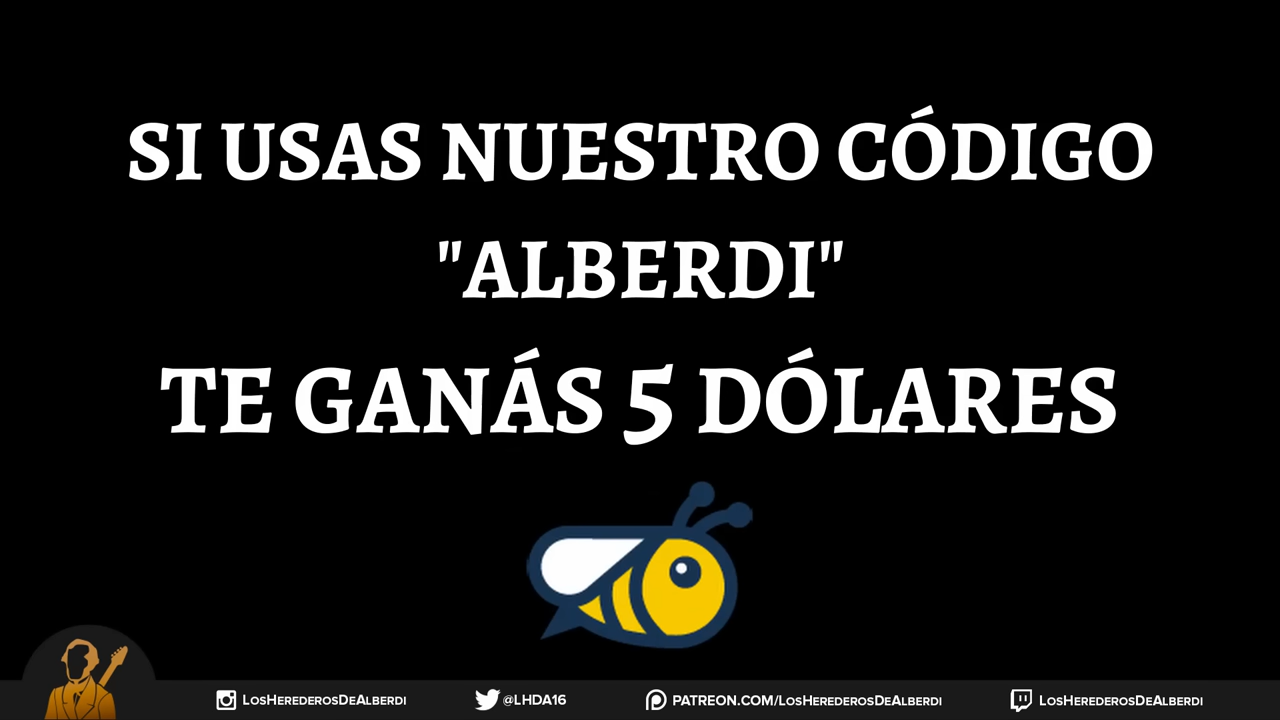 SI USAS NUESTRO CÓDIGO
"ALBERDI"
TE GANÁS 5 DÓLARES
LOSHEREDEROSDEALBERDI @LHDA16 PATREON.COM/LOSHEREDEROSDEALBERDI LOSHEREDEROSDEALBERDI